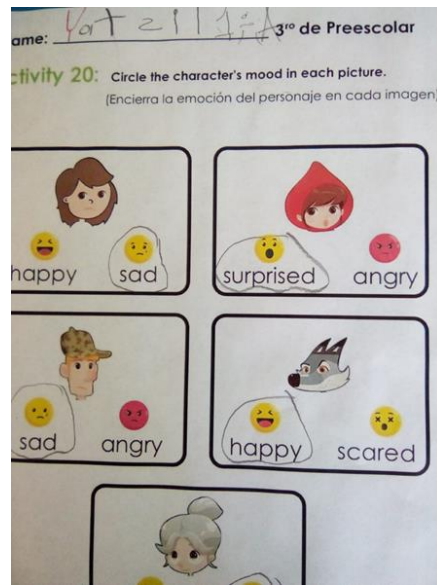 ame: Yatzil 3ro de Preescolar
ctivity 20: Circle the character's mood in each picture.
(Encierra la emoción del personaje en cada imagen)
happy sad surprised angry
sad angry happy scared